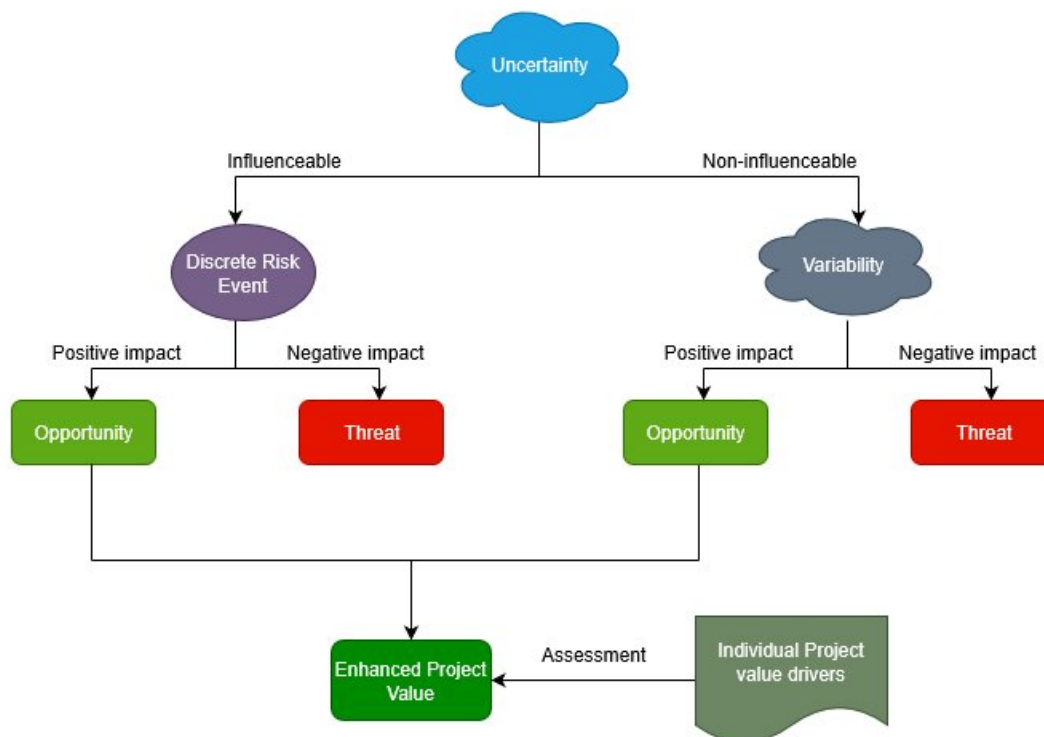 Uncertainty
Influenceable
Non-influenceable
Discrete Risk
Event
Variability
Positive impact
Negative impact
Positive impact
Negative impact
Opportunity
Threat
Opportunity
Threat
Enhanced Project
Value
Assessment
Individual Project
value drivers